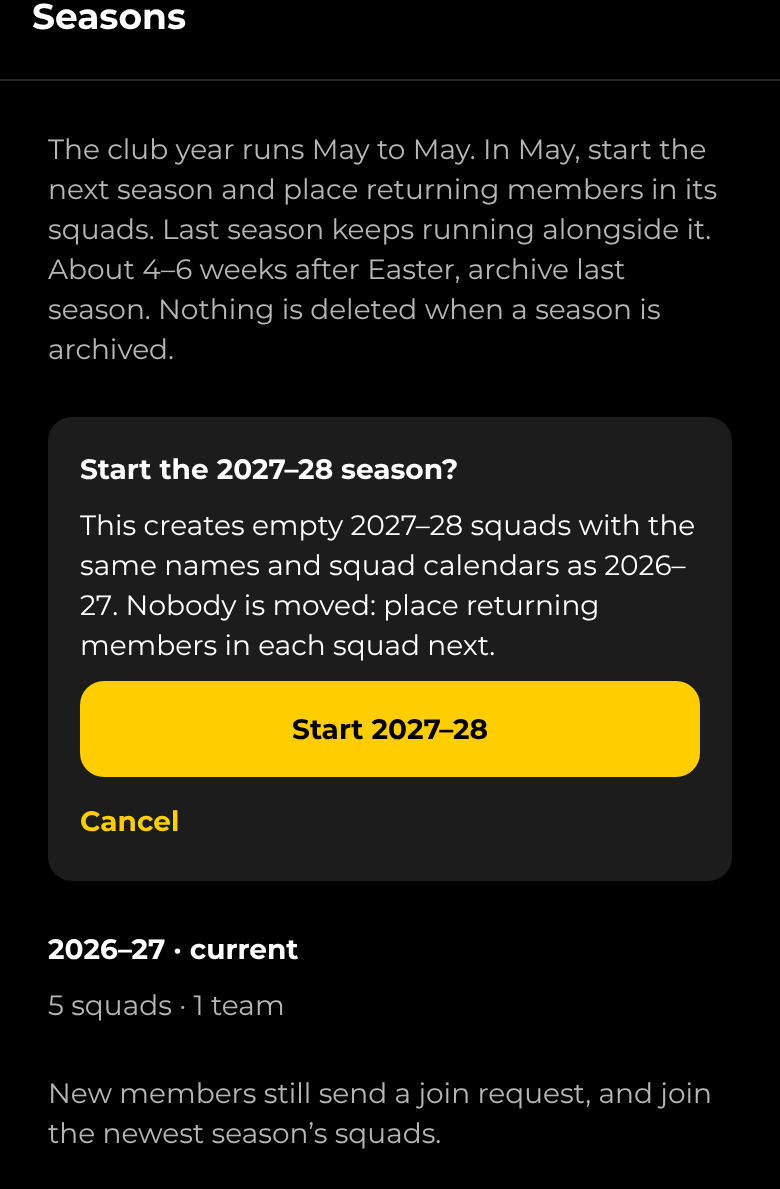 Seasons
The club year runs May to May. In May, start the
next season and place returning members in its
squads. Last season keeps running alongside it.
About 4–6 weeks after Easter, archive last
season. Nothing is deleted when a season is
archived.
Start the 2027–28 season?
This creates empty 2027–28 squads with the
same names and squad calendars as 2026–
27. Nobody is moved: place returning
members in each squad next.
Start 2027–28
Cancel
2026–27 · current
5 squads · 1 team
New members still send a join request, and join
the newest season’s squads.